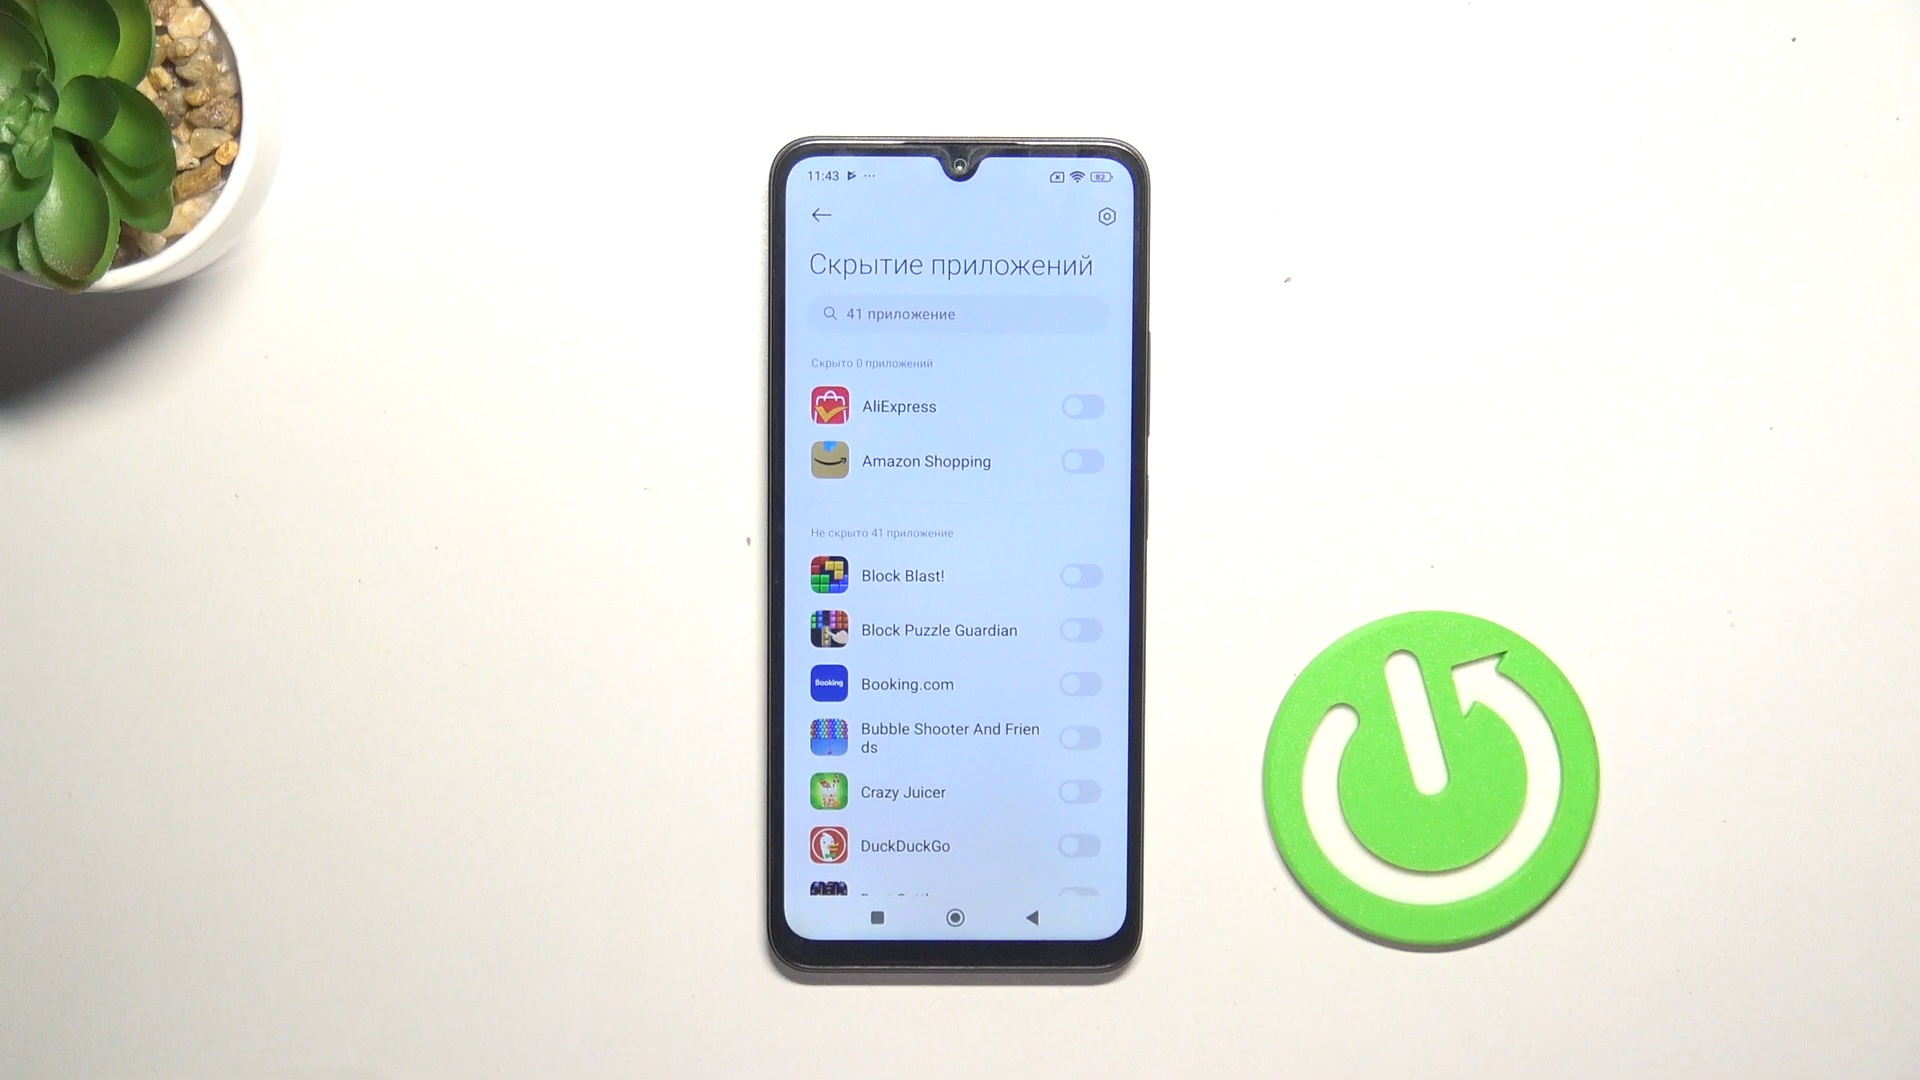 11:43
82
Скрытие приложений
41 приложение
Скрыто 0 приложений
AliExpress
Amazon Shopping
Не скрыто 41 приложение
Block Blast!
Block Puzzle Guardian
Booking
Booking.com
Bubble Shooter And Frien
ds
Crazy Juicer
DuckDuckGo